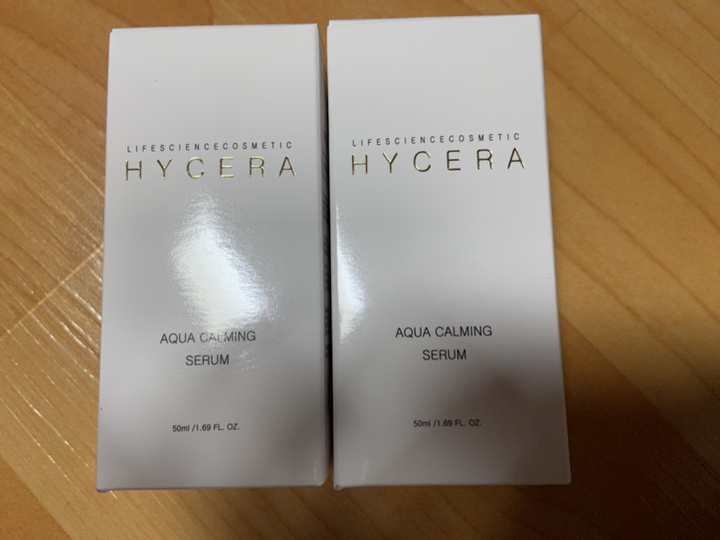 LIFESCIENCECOSMETIC
HYCERA
AQUA CALMING
SERUM
50ml /1.69 FL. OZ.
LIFESCIENCECOSMETIC
HYCERA
AQUA CALMING
SERUM
50ml /1.69 FL. OZ.